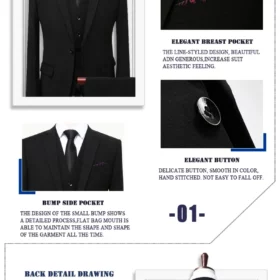 ELEGANT BREAST POCKET
THE LINE-STYLED DESIGN, BEAUTIFUL,
ADN GENEROUS,INCREASE SUIT
AESTHETIC FEELING.
ELEGANT BUTTON
DELICATE BUTTON, SMOOTH IN COLOR,
HAND STITCHED. NOT EASY TO FALL OFF.
BUMP SIDE POCKET
THE DESIGN OF THE SMALL BUMP SHOWS
A DETAILED PROCESS,FLAT BAG MOUTH IS
ABLE TO MAINTAIN THE SHAPE AND SHAPE
OF THE GARMENT ALL THE TIME.
-01-
BACK DETAIL DRAWING